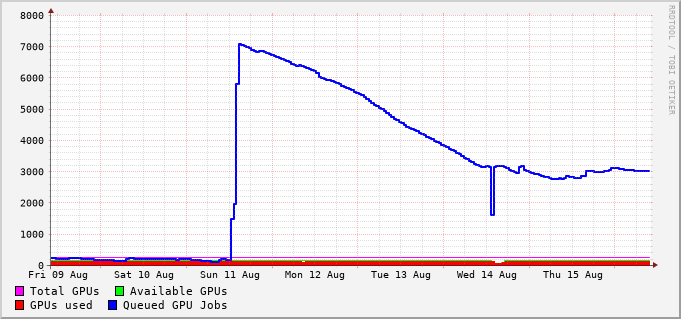 8000
7000
6000
5000
4000
3000
2000
1000
0
Fri 09 Aug Sat 10 Aug Sun 11 Aug Mon 12 Aug Tue 13 Aug Wed 14 Aug Thu 15 Aug
Total GPUs Available GPUs
GPUs used Queued GPU Jobs
RRDTOOL / TOBI OETIKER